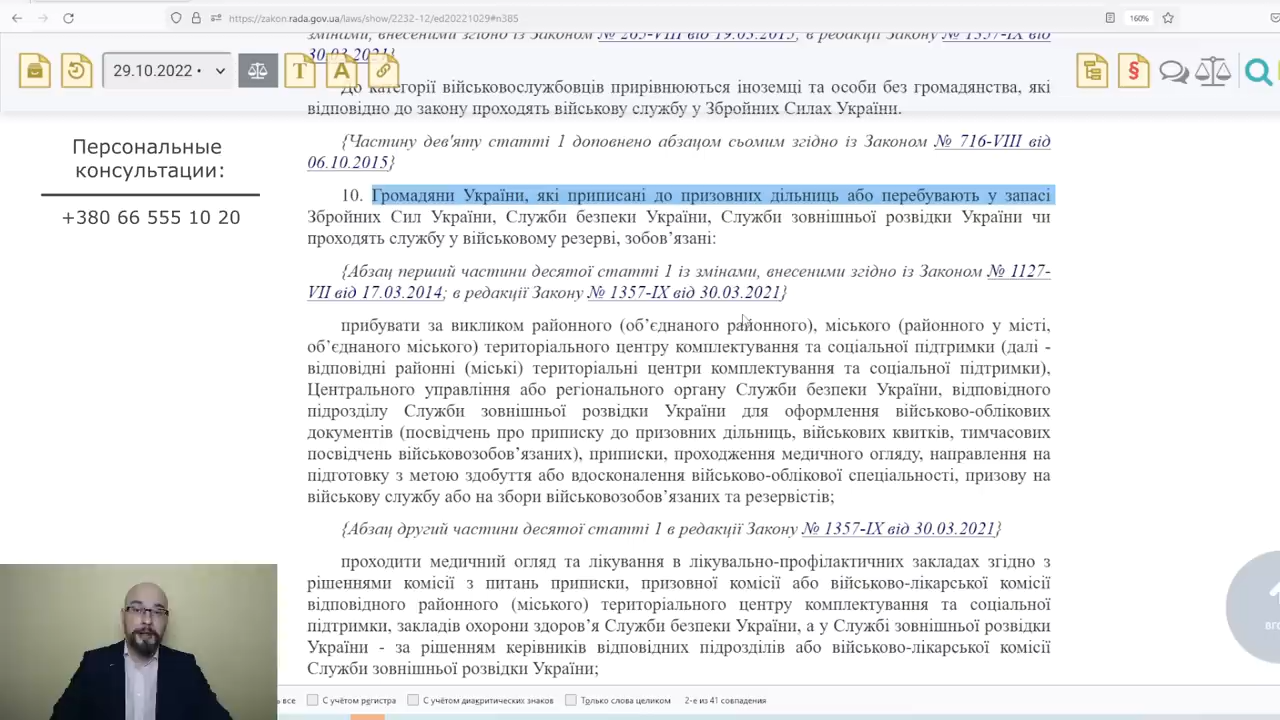 https://zakon.rada.gov.ua/laws/show/2232-12/ed20221029#n385
160%
змінами, внесеними згідно із Законом № 265-VIII від 19.03.2015; в редакції Закону № 1357-IX від
30.03.2021}
29.10.2022 •
До категорії військовослужбовців прирівнюються іноземці та особи без громадянства, які
відповідно до закону проходять військову службу у Збройних Силах України.
{Частину дев'яту статті 1 доповнено абзацом сьомим згідно із Законом № 716-VIII від
06.10.2015}
Персональные
консультации:
+380 66 555 10 20
10. Громадяни України, які приписані до призовних дільниць або перебувають у запасі
Збройних Сил України, Служби безпеки України, Служби зовнішньої розвідки України чи
проходять службу у військовому резерві, зобов’язані:
{Абзац перший частини десятої статті 1 із змінами, внесеними згідно із Законом № 1127-
VII від 17.03.2014; в редакції Закону № 1357-IX від 30.03.2021}
прибувати за викликом районного (об’єднаного районного), міського (районного у місті,
об’єднаного міського) територіального центру комплектування та соціальної підтримки (далі -
відповідні районні (міські) територіальні центри комплектування та соціальної підтримки),
Центрального управління або регіонального органу Служби безпеки України, відповідного
підрозділу Служби зовнішньої розвідки України для оформлення військово-облікових
документів (посвідчень про приписку до призовних дільниць, військових квитків, тимчасових
посвідчень військовозобов’язаних), приписки, проходження медичного огляду, направлення на
підготовку з метою здобуття або вдосконалення військово-облікової спеціальності, призову на
військову службу або на збори військовозобов’язаних та резервістів;
{Абзац другий частини десятої статті 1 в редакції Закону № 1357-IX від 30.03.2021}
проходити медичний огляд та лікування в лікувально-профілактичних закладах згідно з
рішеннями комісії з питань приписки, призовної комісії або військово-лікарської комісії
відповідного районного (міського) територіального центру комплектування та соціальної
підтримки, закладів охорони здоров’я Служби безпеки України, а у Службі зовнішньої розвідки
України - за рішенням керівників відповідних підрозділів або військово-лікарської комісії
Служби зовнішньої розвідки України;
все С учётом регистра С учётом диакритических знаков Только слова целиком 2-е из 41 совпадения